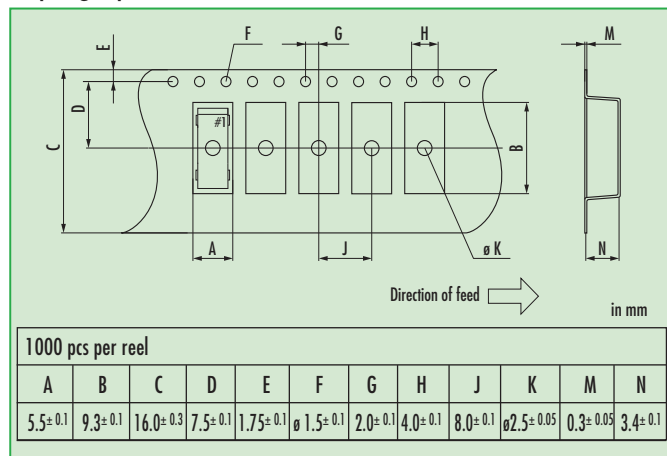 F
G
H
M
E
D
C
#1
B
A
J
ø K
N
Direction of feed
in mm
1000 pcs per reel
A B C D E F G H J K M N
5.5± 0.1 9.3± 0.1 16.0± 0.3 7.5± 0.1 1.75± 0.1 ø 1.5± 0.1 2.0± 0.1 4.0± 0.1 8.0± 0.1 ø2.5± 0.05 0.3± 0.05 3.4± 0.1